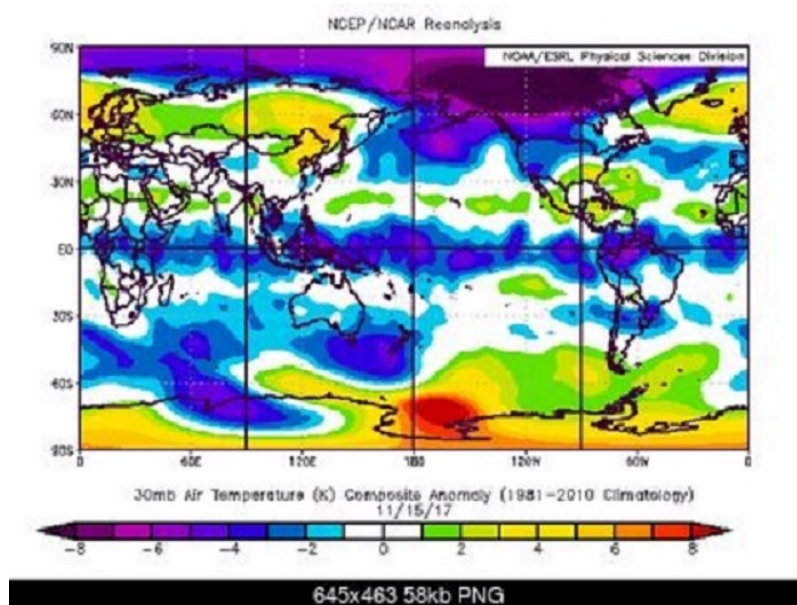 NCEP/NCAR Reanalysis
90N
NOAA/ESRL Physical Sciences Division
60N
30N
EQ
30S
60S
90S
0 60E 120E 180 120W 60W 0
30mb Air Temperature (K) Composite Anomaly (1981-2010 Climatology)
11/15/17
-8 -6 -4 -2 0 2 4 6 8
645x463 58kb PNG